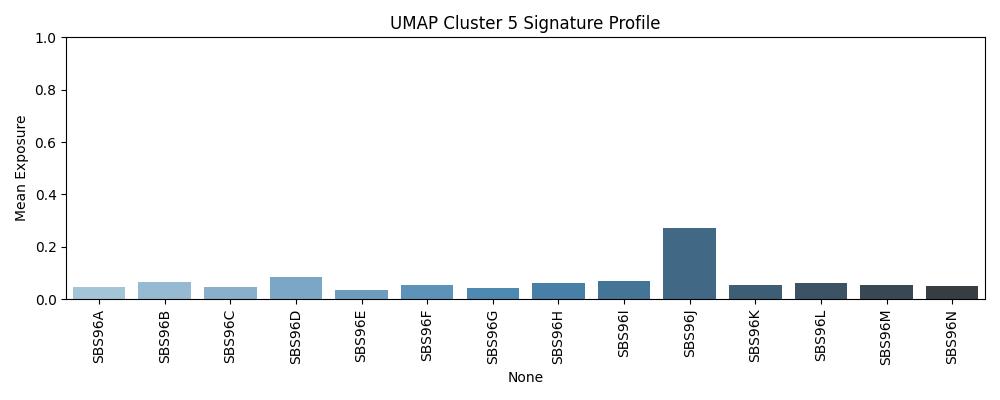 UMAP Cluster 5 Signature Profile
Mean Exposure
1.0
0.8
0.6
0.4
0.2
0.0
SBS96A
SBS96B
SBS96C
SBS96D
SBS96E
SBS96F
SBS96G
SBS96H
SBS96I
SBS96J
SBS96K
SBS96L
SBS96M
SBS96N
None